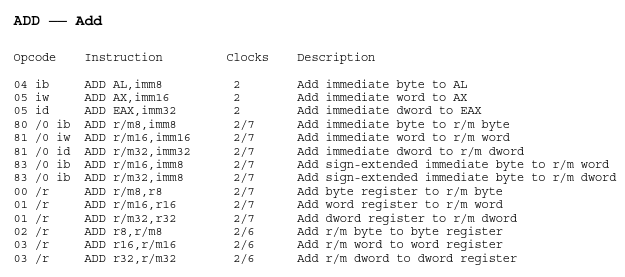 ADD —— Add
Opcode Instruction Clocks Description
04 ib ADD AL,imm8 2 Add immediate byte to AL
05 iw ADD AX,imm16 2 Add immediate word to AX
05 id ADD EAX,imm32 2 Add immediate dword to EAX
80 /0 ib ADD r/m8,imm8 2/7 Add immediate byte to r/m byte
81 /0 iw ADD r/m16,imm16 2/7 Add immediate word to r/m word
81 /0 id ADD r/m32,imm32 2/7 Add immediate dword to r/m dword
83 /0 ib ADD r/m16,imm8 2/7 Add sign-extended immediate byte to r/m word
83 /0 ib ADD r/m32,imm8 2/7 Add sign-extended immediate byte to r/m dword
00 /r ADD r/m8,r8 2/7 Add byte register to r/m byte
01 /r ADD r/m16,r16 2/7 Add word register to r/m word
01 /r ADD r/m32,r32 2/7 Add dword register to r/m dword
02 /r ADD r8,r/m8 2/6 Add r/m byte to byte register
03 /r ADD r16,r/m16 2/6 Add r/m word to word register
03 /r ADD r32,r/m32 2/6 Add r/m dword to dword register